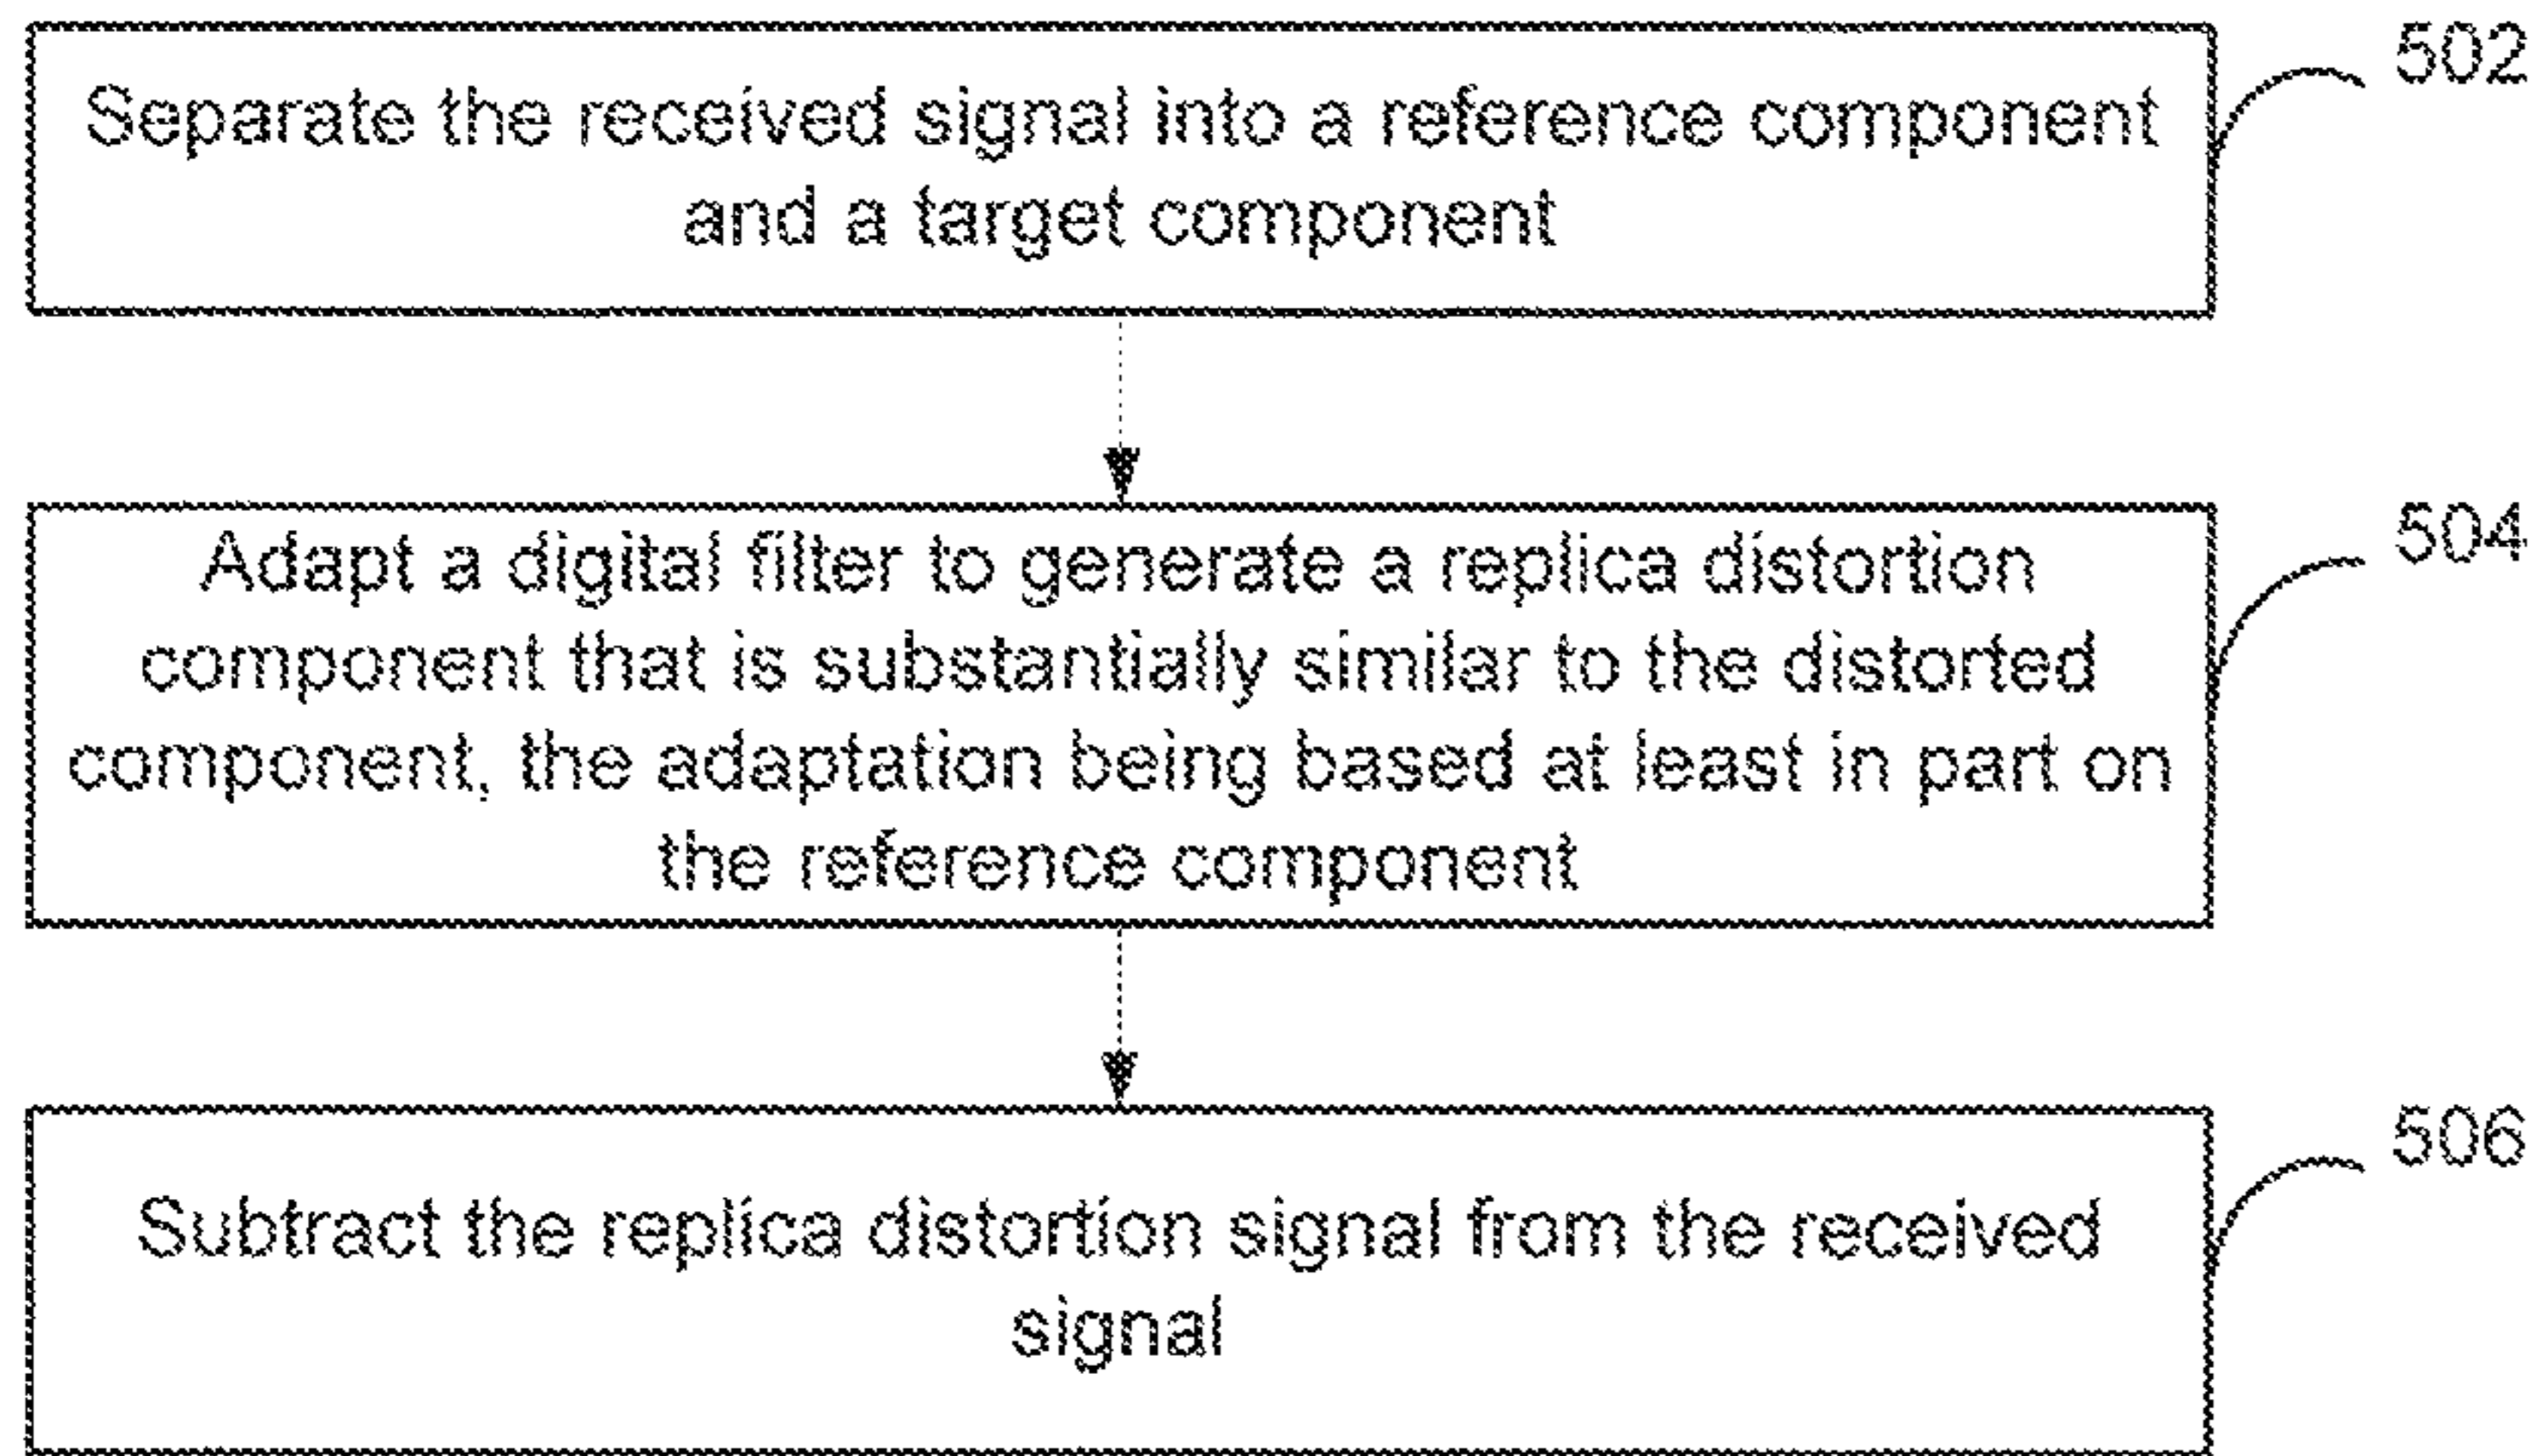 Separate the received signal into a reference component
and a target component
502
Adapt a digital filter to generate a replica distortion
component that is substantially similar to the distorted
component, the adaptation being based at least in part on
the reference component
504
Subtract the replica distortion signal from the received
signal
506